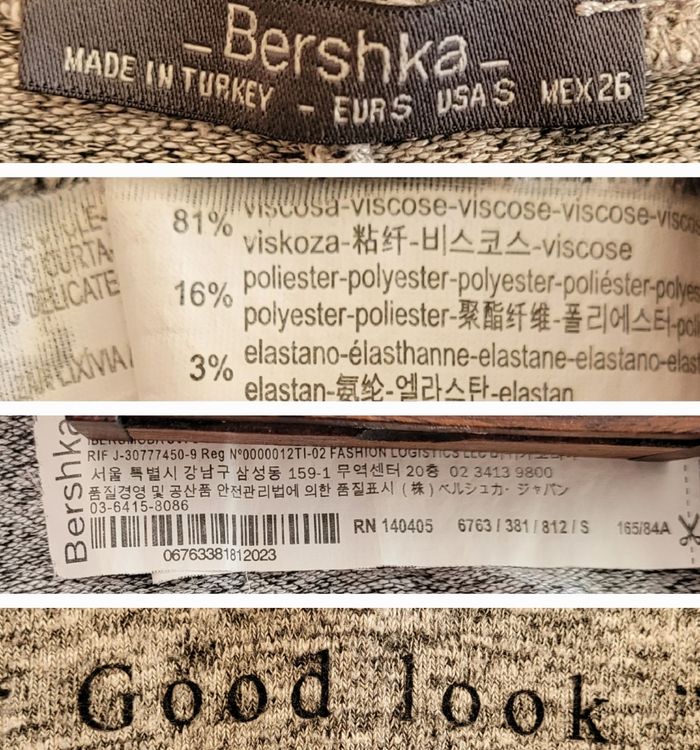 Bershka
MADE IN TURKEY - EUR S USA S MEX 26
81% viscosa-viscose-viscose-viscose-viscose
viskoza-粘纤-비스코스-viscose
16% poliester-polyester-polyester-poliéster-polyes
polyester-poliester-聚酯纤维-폴리에스터-poli
3% elastano-élasthanne-elastane-elastano-elast
elastan-氨纶-엘라스탄-elastan
DELICATE
LIXIVIA
Bershka
RIF J-30777450-9 Reg Nº0000012TI-02 FASHION LOGISTICS LLC
서울 특별시 강남구 삼성동 159-1 무역센터 20층 02 3413 9800
품질경영 및 공산품 안전관리법에 의한 품질표시 (株) ベルシュカ・ジャパン
03-6415-8086
RN 140405 6763 / 381 / 812 / S 165/84A
06763381812023
Good look